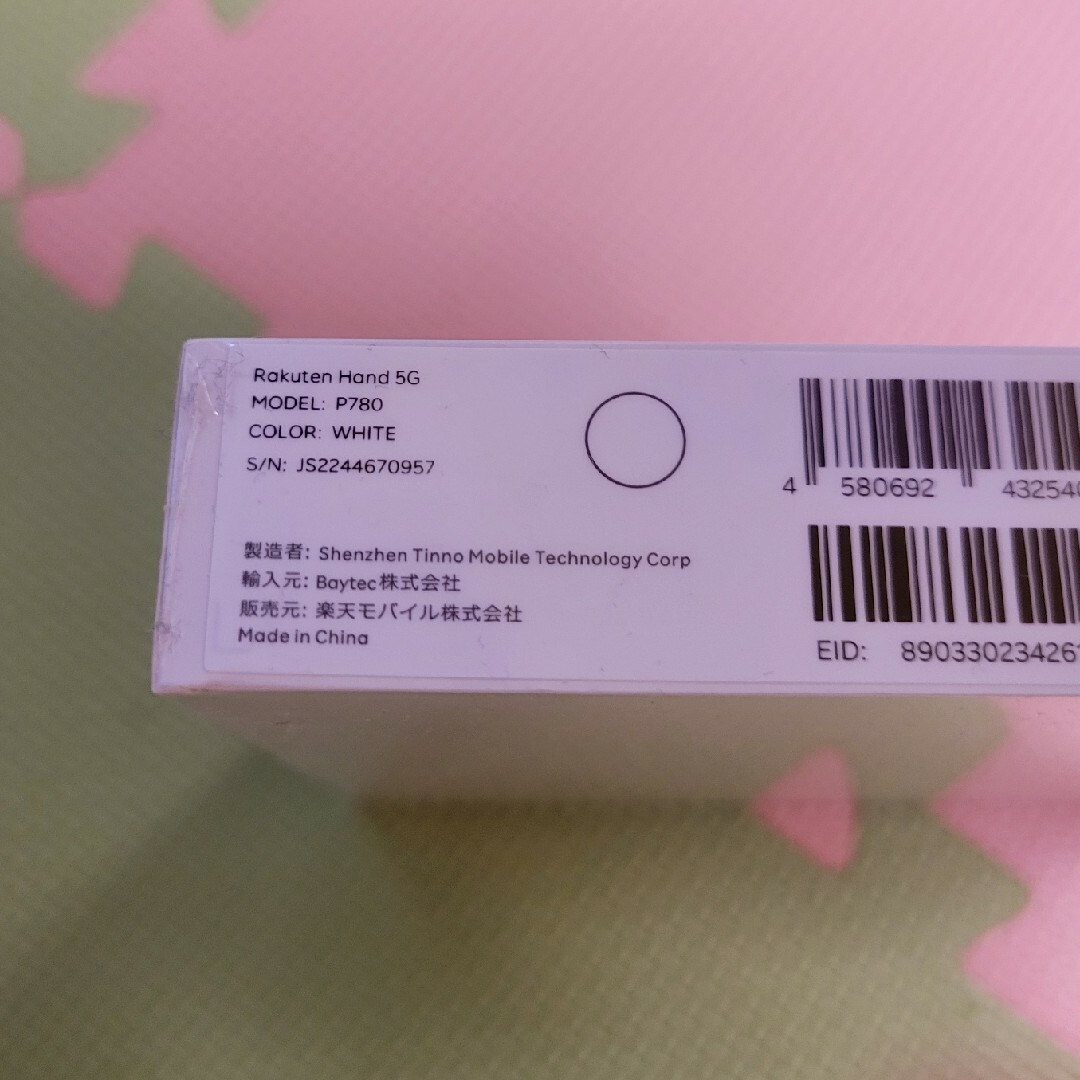 Rakuten Hand 5G
MODEL: P780
COLOR: WHITE
S/N: JS2244670957
製造者: Shenzhen Tinno Mobile Technology Corp
輸入元: Baytec株式会社
販売元: 楽天モバイル株式会社
Made in China
4 580692 43254
EID: 89033023426